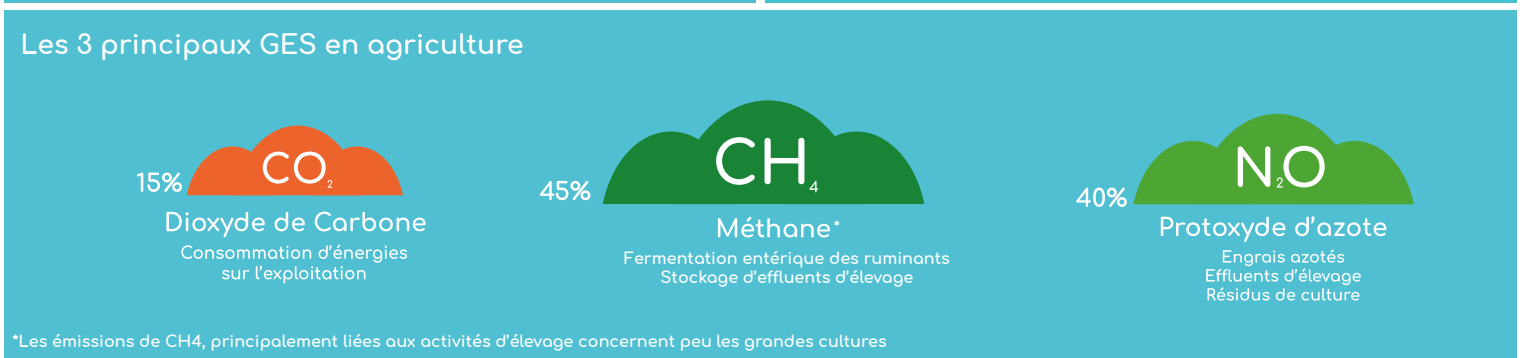 Les 3 principaux GES en agriculture
15%
CO2
Dioxyde de Carbone
Consommation d'énergies
sur l'exploitation
45%
CH4
Méthane*
Fermentation entérique des ruminants
Stockage d'effluents d'élevage
40%
N2O
Protoxyde d'azote
Engrais azotés
Effluents d'élevage
Résidus de culture
*Les émissions de CH4, principalement liées aux activités d'élevage concernent peu les grandes cultures